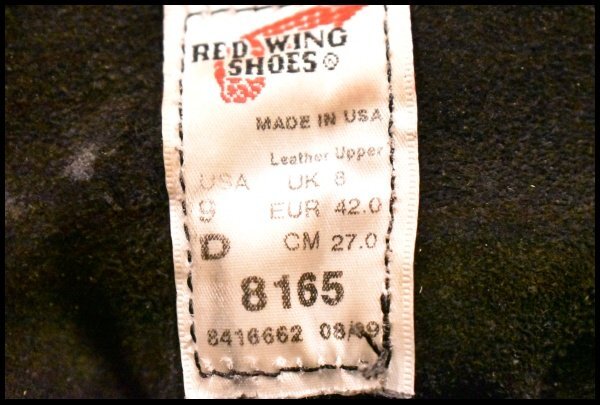 RED WING
SHOES®
MADE IN USA
Leather Upper
USA UK 8
9 EUR 42.0
D CM 27.0
8165
8416662 08/09